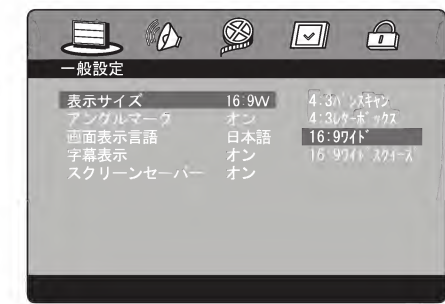 一般設定
表示サイズ 16:9W 4:3パンスキャン
アングルマーク オン 4:3レターボックス
画面表示言語 日本語 16:9ワイド
字幕表示 オン 16:9ワイド スクィーズ
スクリーンセーバー オン